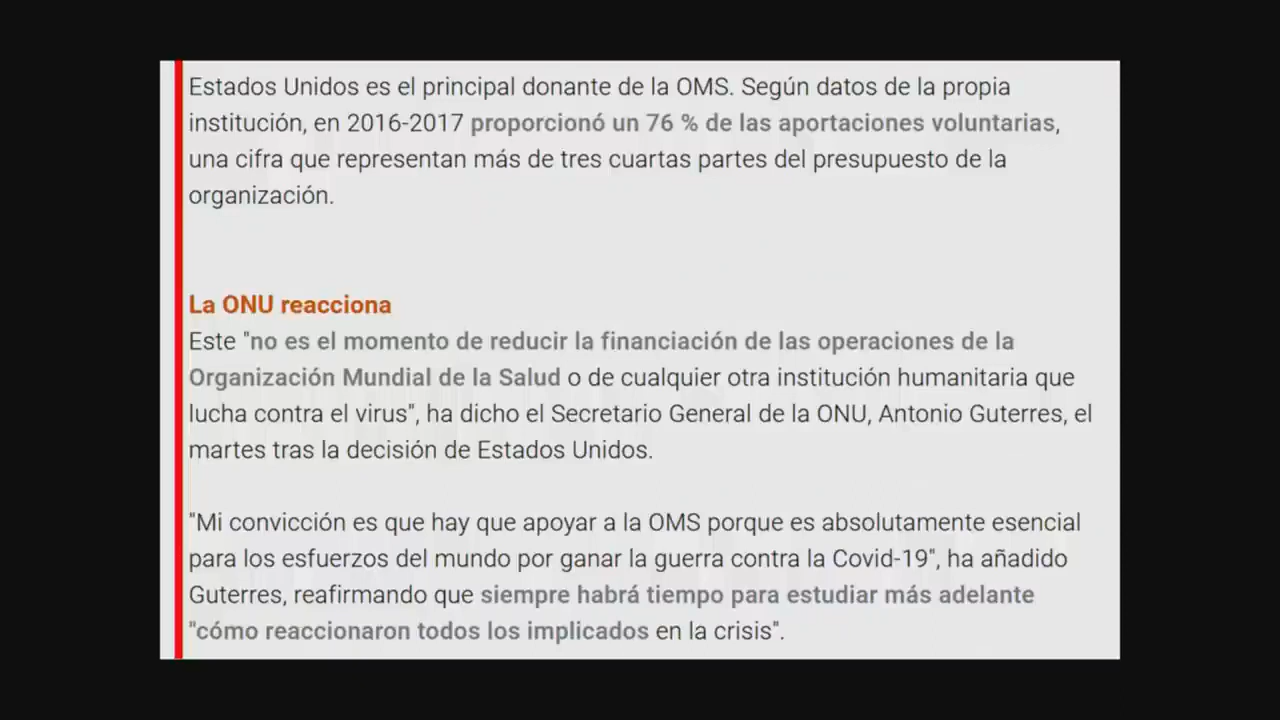 Estados Unidos es el principal donante de la OMS. Según datos de la propia
institución, en 2016-2017 proporcionó un 76 % de las aportaciones voluntarias,
una cifra que representan más de tres cuartas partes del presupuesto de la
organización.
La ONU reacciona
Este "no es el momento de reducir la financiación de las operaciones de la
Organización Mundial de la Salud o de cualquier otra institución humanitaria que
lucha contra el virus", ha dicho el Secretario General de la ONU, Antonio Guterres, el
martes tras la decisión de Estados Unidos.
"Mi convicción es que hay que apoyar a la OMS porque es absolutamente esencial
para los esfuerzos del mundo por ganar la guerra contra la Covid-19", ha añadido
Guterres, reafirmando que siempre habrá tiempo para estudiar más adelante
"cómo reaccionaron todos los implicados en la crisis".